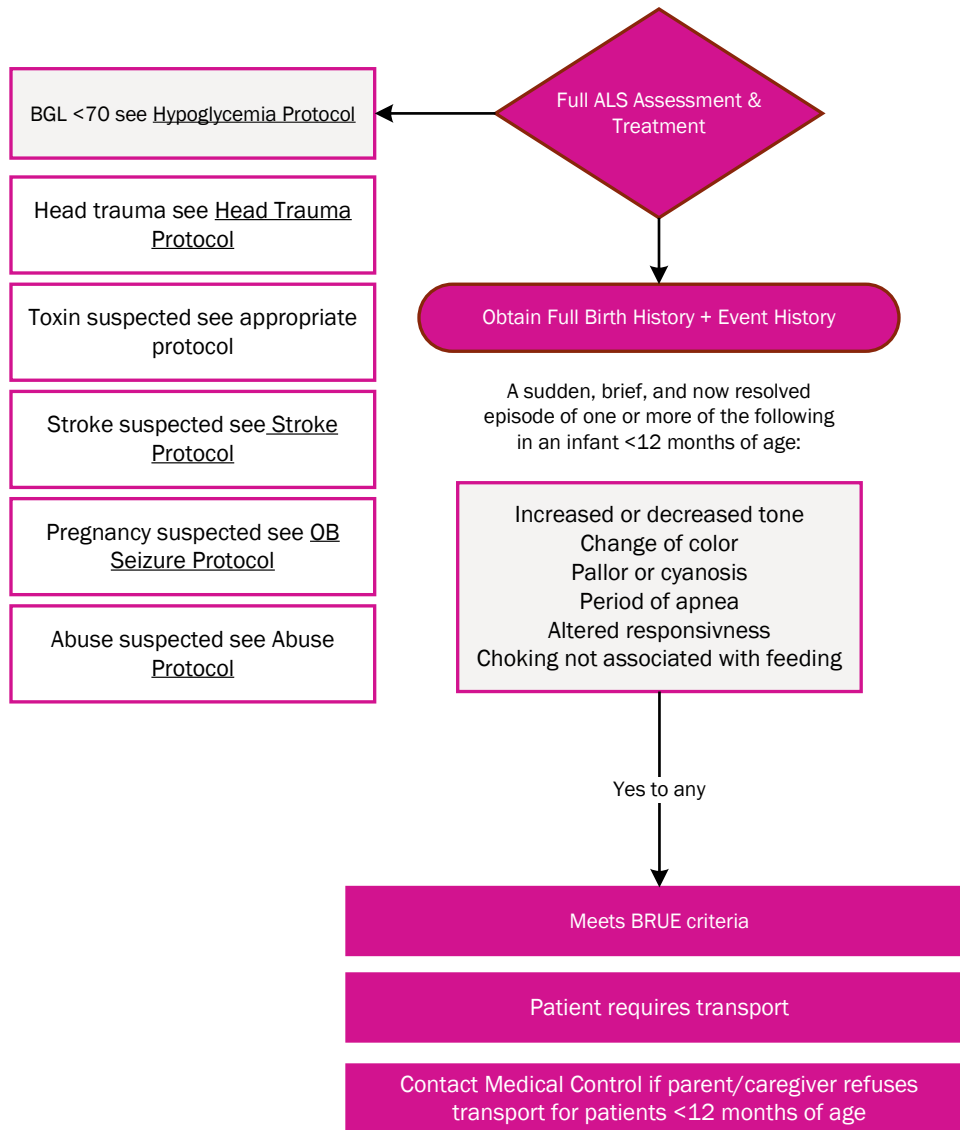 Full ALS Assessment &
Treatment
BGL <70 see Hypoglycemia Protocol
Head trauma see Head Trauma
Protocol
Toxin suspected see appropriate
protocol
Stroke suspected see Stroke
Protocol
Pregnancy suspected see OB
Seizure Protocol
Abuse suspected see Abuse
Protocol
Obtain Full Birth History + Event History
A sudden, brief, and now resolved
episode of one or more of the following
in an infant <12 months of age:
Increased or decreased tone
Change of color
Pallor or cyanosis
Period of apnea
Altered responsivness
Choking not associated with feeding
Yes to any
Meets BRUE criteria
Patient requires transport
Contact Medical Control if parent/caregiver refuses
transport for patients <12 months of age